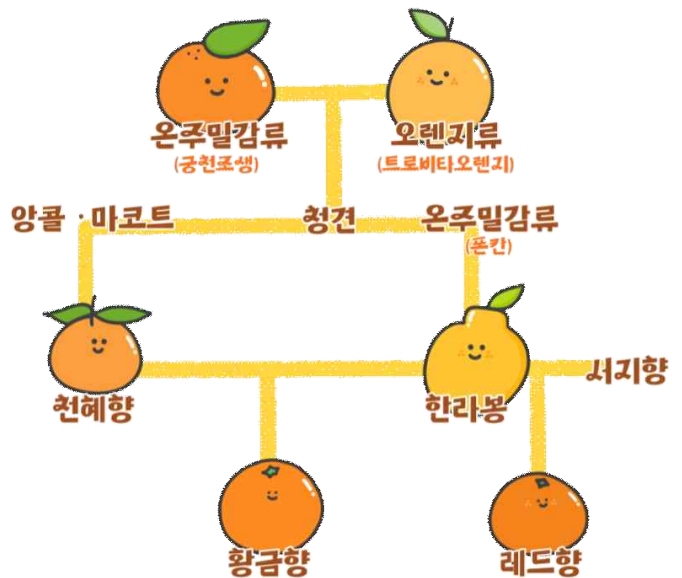 온주밀감류 오렌지류
(궁천조생) (트로비타오렌지)
앙콜·마코트 청견 온주밀감류
(폰칸)
서지향
천혜향 한라봉
황금향 레드향